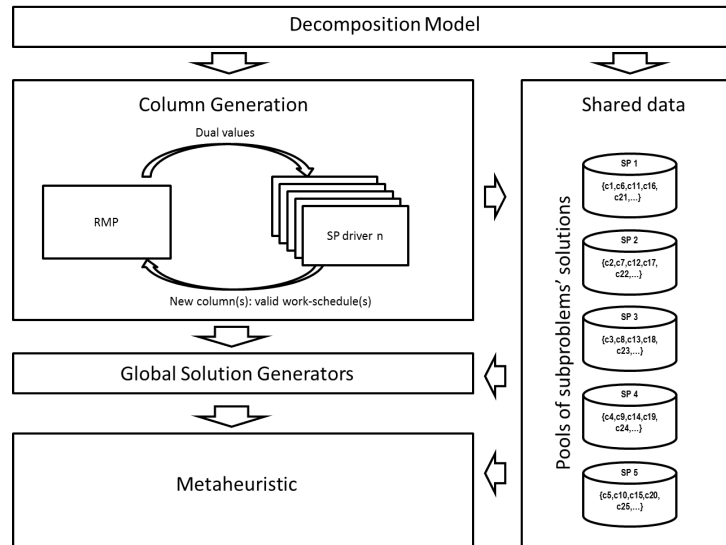 Decomposition Model
Column Generation
Dual values
RMP
SP driver n
New column(s): valid work-schedule(s)
Global Solution Generators
Metaheuristic
Shared data
Pools of subproblems' solutions
SP 1
{c1,c6,c11,c16,
c21,...}
SP 2
{c2,c7,c12,c17,
c22,...}
SP 3
{c3,c8,c13,c18,
c23,...}
SP 4
{c4,c9,c14,c19,
c24,...}
SP 5
{c5,c10,c15,c20,
c25,...}